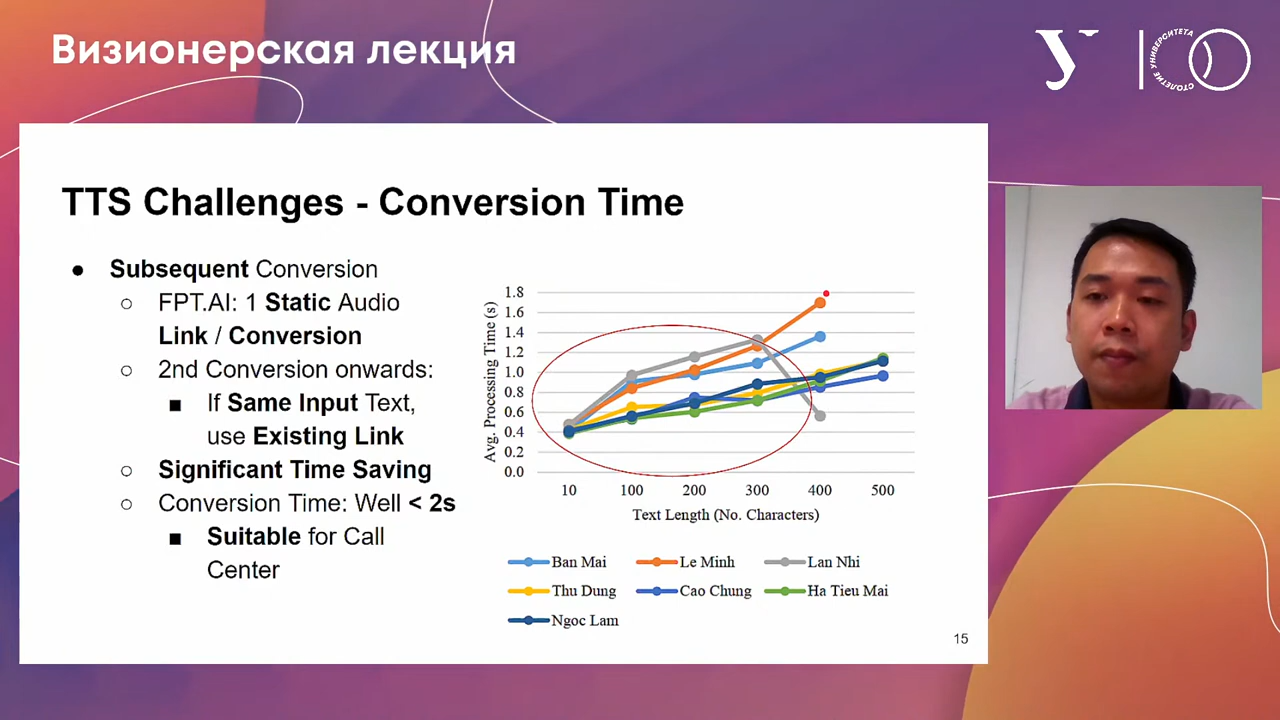 Визионерская лекция
У
СТОЛЕТИЕ УНИВЕРСИТЕТА
TTS Challenges - Conversion Time
● Subsequent Conversion
○ FPT.AI: 1 Static Audio
Link / Conversion
○ 2nd Conversion onwards:
■ If Same Input Text,
use Existing Link
○ Significant Time Saving
○ Conversion Time: Well < 2s
■ Suitable for Call
Center
Avg. Processing Time (s)
1.8
1.6
1.4
1.2
1.0
0.8
0.6
0.4
0.2
0.0
10 100 200 300 400 500
Text Length (No. Characters)
Ban Mai Le Minh Lan Nhi
Thu Dung Cao Chung Ha Tieu Mai
Ngoc Lam
15